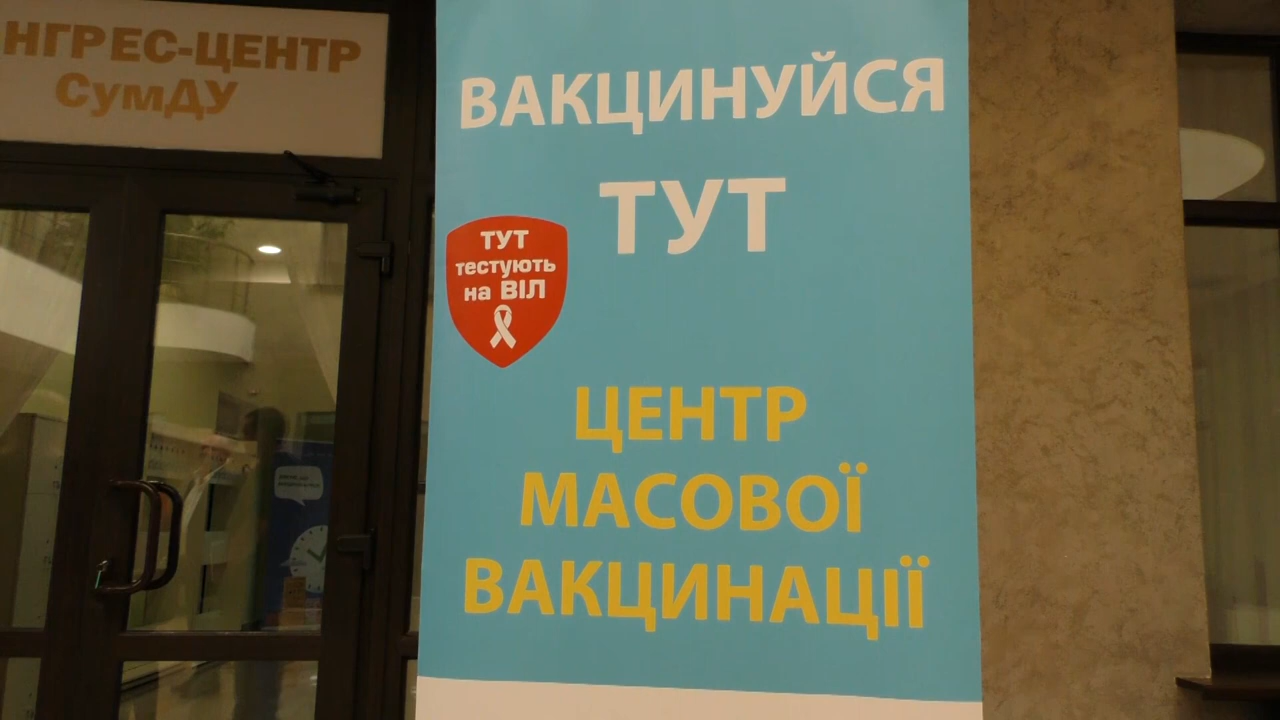 НГРЕС-ЦЕНТР
СумДУ
ВАКЦИНУЙСЯ
ТУТ
ТУТ
тестують
на ВІЛ
ЦЕНТР
МАСОВОЇ
ВАКЦИНАЦІЇ